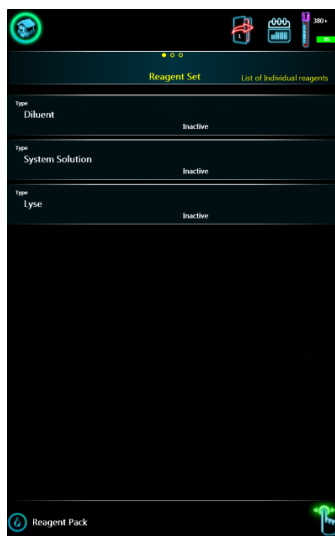 380+
Reagent Set
List of Individual reagents
Type
Diluent
Inactive
Type
System Solution
Inactive
Type
Lyse
Inactive
icon
Reagent Pack